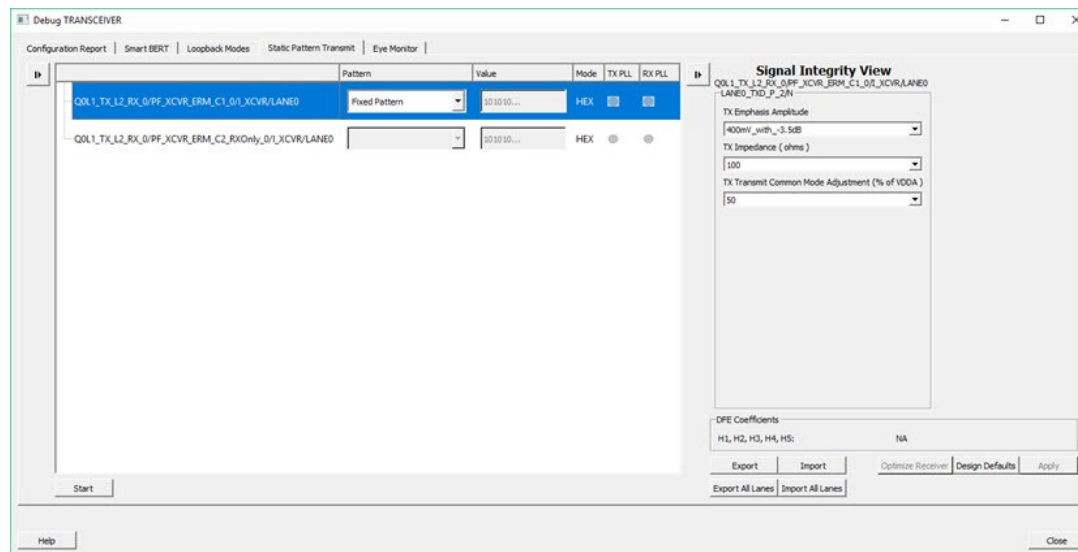 Debug TRANSCEIVER
Configuration Report | Smart BERT | Loopback Modes Static Pattern Transmit | Eye Monitor |
Pattern Value Mode TX PLL RX PLL
Q0L1_TX_L2_RX_0/PF_XCVR_ERM_C1_0/I_XCVR/LANE0 Fixed Pattern 101010... HEX
Q0L1_TX_L2_RX_0/PF_XCVR_ERM_C2_RXOnly_0/I_XCVR/LANE0 101010... HEX
Start
Signal Integrity View
Q0L1_TX_L2_RX_0/PF_XCVR_ERM_C1_0/I_XCVR/LANE0
LANE0_TXD_P_2/N
TX Emphasis Amplitude
400mV_with_-3.5dB
TX Impedance ( ohms )
100
TX Transmit Common Mode Adjustment (% of VDDA )
50
DFE Coefficients
H1, H2, H3, H4, H5: NA
Export Import Optimize Receiver Design Defaults Apply
Export All Lanes Import All Lanes
Help Close